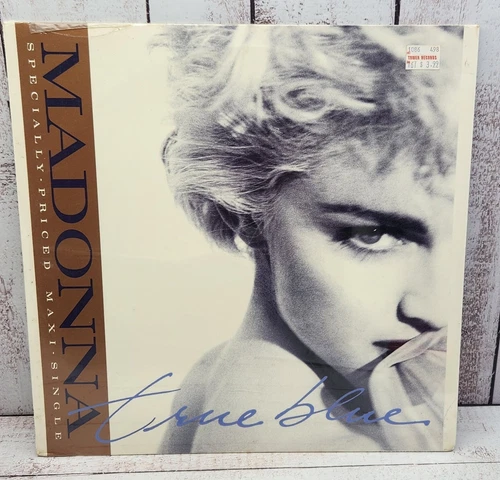 MADONNA
SPECIALLY · PRICED MAXI · SINGLE
TOWER RECORDS
true blue